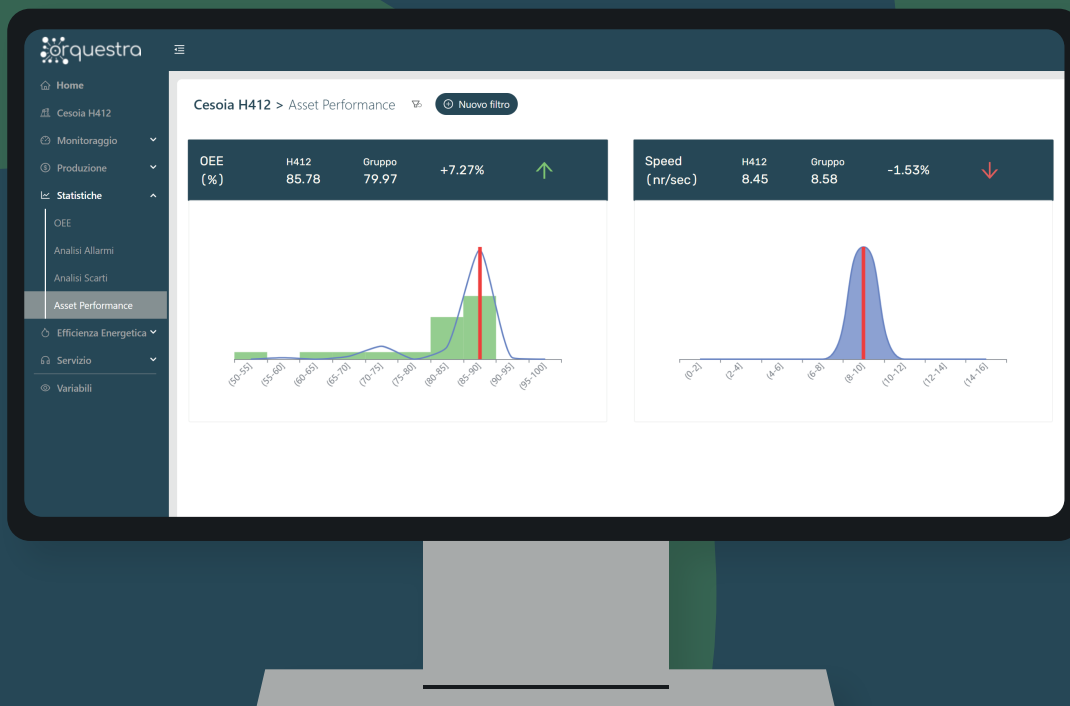 orquestra
Home
Cesoia H412
Monitoraggio
Produzione
Statistiche
OEE
Analisi Allarmi
Analisi Scarti
Asset Performance
Efficienza Energetica
Servizio
Variabili
Cesoia H412 > Asset Performance
Nuovo filtro
OEE (%)
H412 85.78
Gruppo 79.97
+7.27%
(50-55] (55-60] (60-65] (65-70] (70-75] (75-80] (80-85] (85-90] (90-95] (95-100]
Speed (nr/sec)
H412 8.45
Gruppo 8.58
-1.53%
(0-2] (2-4] (4-6] (6-8] (8-10] (10-12] (12-14] (14-16]